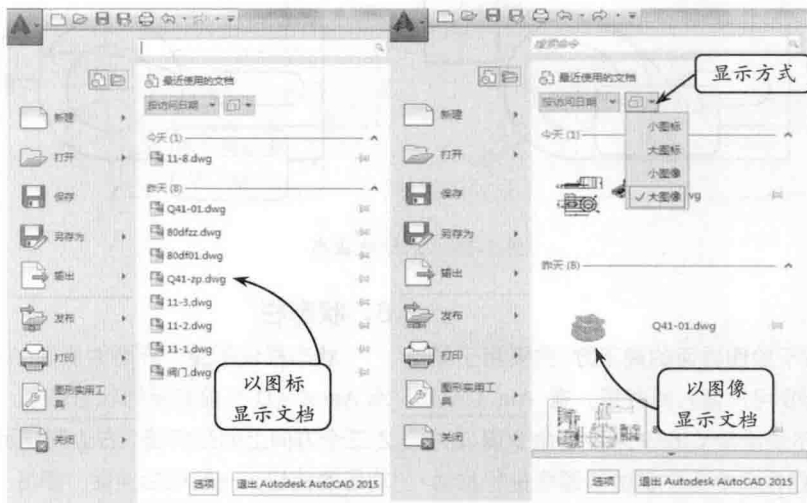 最近使用的文档
按访问日期
今天 (1)
11-8.dwg
昨天 (8)
Q41-01.dwg
80dfzz.dwg
80df01.dwg
Q41-zp.dwg
11-3.dwg
11-2.dwg
11-1.dwg
阀门.dwg
新建
打开
保存
另存为
输出
发布
打印
图形实用工
具
关闭
以图标
显示文档
选项
退出 Autodesk AutoCAD 2015
搜索命令
最近使用的文档
显示方式
按访问日期
小图标
大图标
小图像
大图像
今天 (1)
vg
昨天 (8)
Q41-01.dwg
新建
打开
保存
另存为
输出
发布
打印
图形实用工
具
关闭
以图像
显示文档
选项
退出 Autodesk AutoCAD 2015